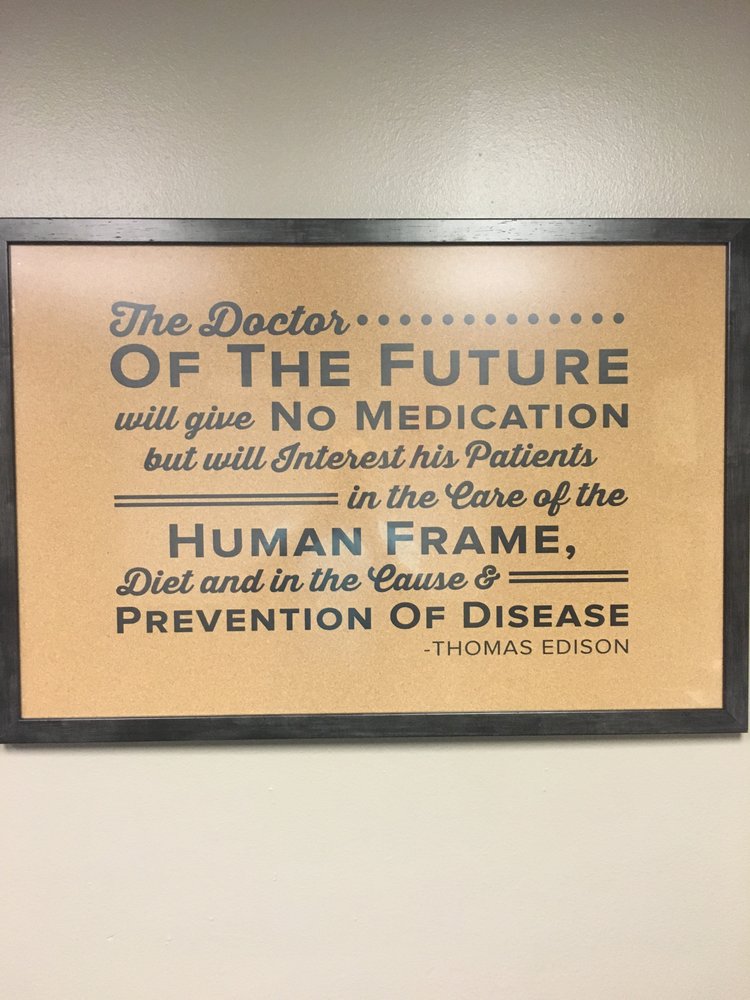 The Doctor
OF THE FUTURE
will give NO MEDICATION
but will Interest his Patients
in the Care of the
HUMAN FRAME,
Diet and in the Cause &
PREVENTION OF DISEASE
-THOMAS EDISON